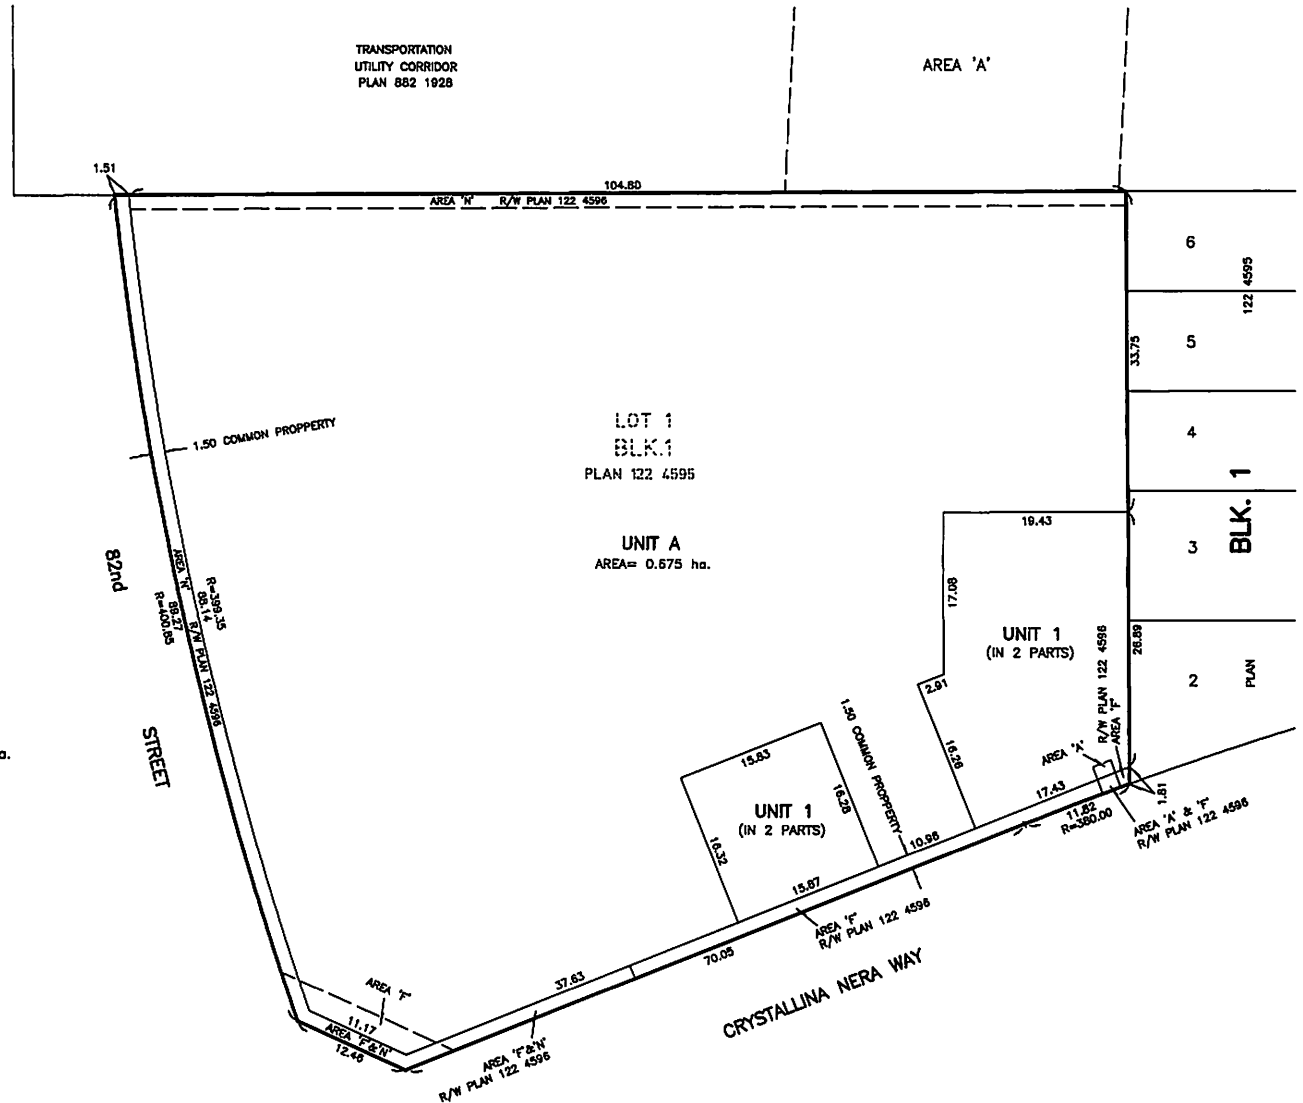 TRANSPORTATION
UTILITY CORRIDOR
PLAN 882 1928
AREA 'A'
1.51
104.80
AREA 'N' R/W PLAN 122 4596
6
122 4595
5
33.75
4
1.50 COMMON PROPPERTY
LOT 1
BLK.1
PLAN 122 4595
BLK. 1
UNIT A
AREA= 0.675 ha.
19.43
3
17.08
82nd
STREET
AREA 'N' R/W PLAN 122 4596
R=399.35
88.14
88.27
R=400.85
UNIT 1
(IN 2 PARTS)
R/W PLAN 122 4596
AREA 'F'
26.89
2
PLAN
2.91
16.26
1.50 COMMON PROPPERTY
a.
15.83
16.28
UNIT 1
(IN 2 PARTS)
16.32
AREA 'A'
17.43
1.61
11.82
R=380.00
AREA 'A' & 'F'
R/W PLAN 122 4596
10.96
15.87
AREA 'F'
R/W PLAN 122 4596
70.05
37.63
CRYSTALLINA NERA WAY
AREA 'F'
11.17
AREA 'F'&'N'
12.46
AREA 'F'&'N'
R/W PLAN 122 4596